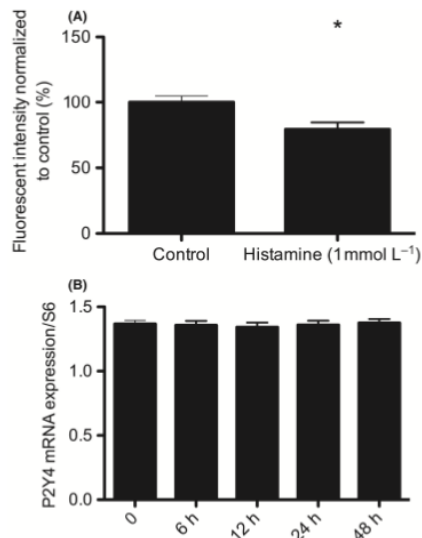 (A)
Fluorescent intensity normalized
to control (%)
150
*
100
50
0
Control
Histamine (1 mmol L⁻¹)
(B)
P2Y4 mRNA expression/S6
1.5
1.0
0.5
0.0
0
6 h
12 h
24 h
48 h